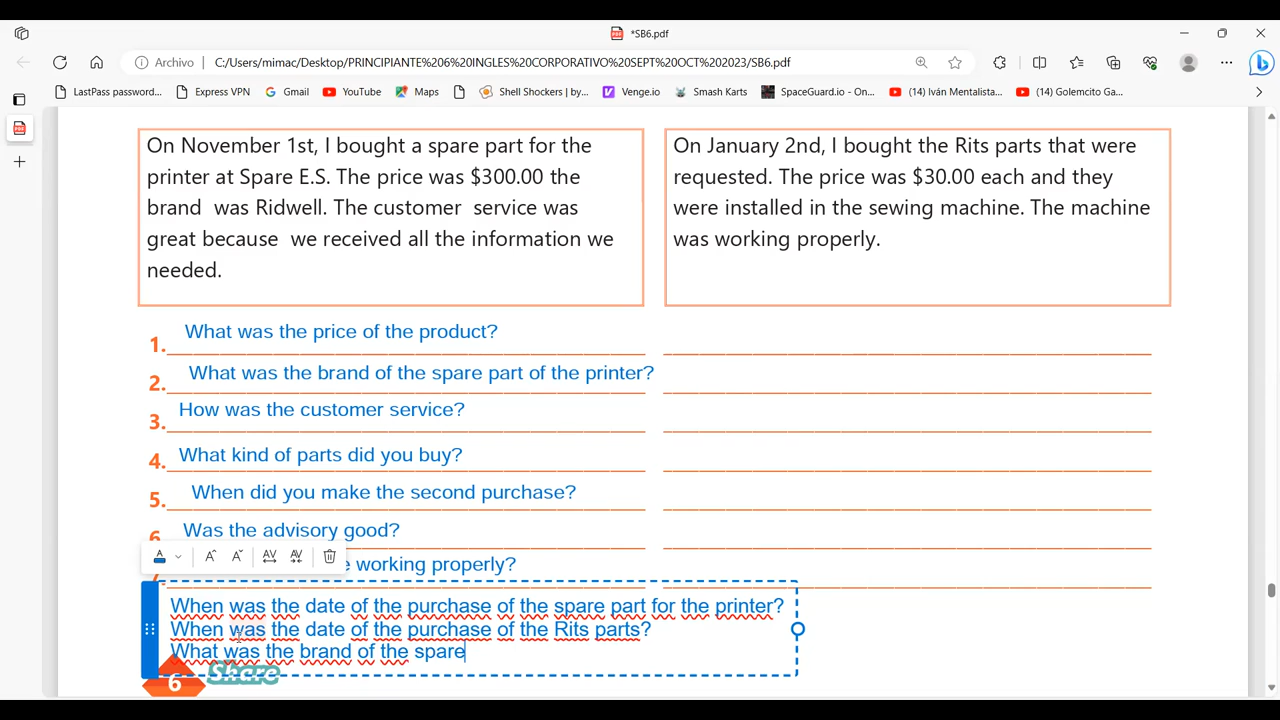 *SB6.pdf
Archivo
C:/Users/mimac/Desktop/PRINCIPIANTE%206%20INGLES%20CORPORATIVO%20SEPT%20OCT%202023/SB6.pdf
LastPass password...
Express VPN
Gmail
YouTube
Maps
Shell Shockers | by...
Venge.io
Smash Karts
SpaceGuard.io - On...
(14) Iván Mentalista...
(14) Golemcito Ga...
On November 1st, I bought a spare part for the
printer at Spare E.S. The price was $300.00 the
brand was Ridwell. The customer service was
great because we received all the information we
needed.
On January 2nd, I bought the Rits parts that were
requested. The price was $30.00 each and they
were installed in the sewing machine. The machine
was working properly.
1. What was the price of the product?
2. What was the brand of the spare part of the printer?
3. How was the customer service?
4. What kind of parts did you buy?
5. When did you make the second purchase?
6. Was the advisory good?
working properly?
When was the date of the purchase of the spare part for the printer?
When was the date of the purchase of the Rits parts?
What was the brand of the spare
6 Share